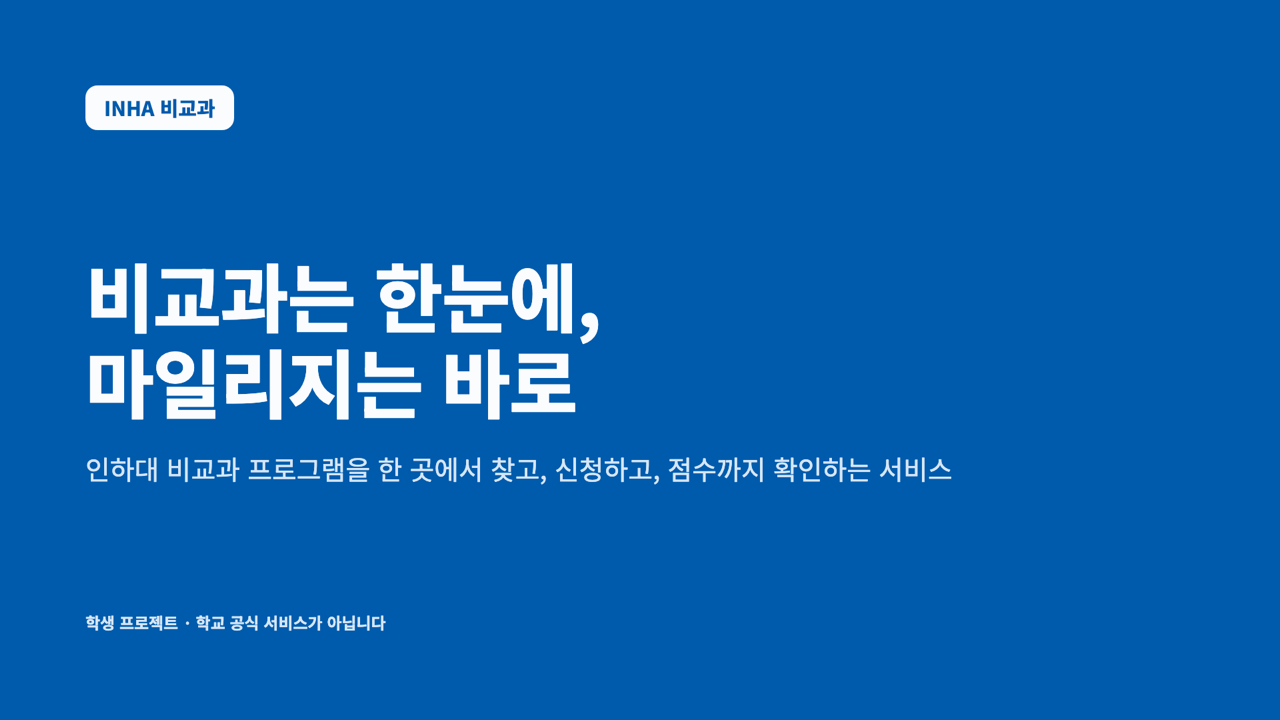 INHA 비교과
비교과는 한눈에,
마일리지는 바로
인하대 비교과 프로그램을 한 곳에서 찾고, 신청하고, 점수까지 확인하는 서비스
학생 프로젝트 · 학교 공식 서비스가 아닙니다